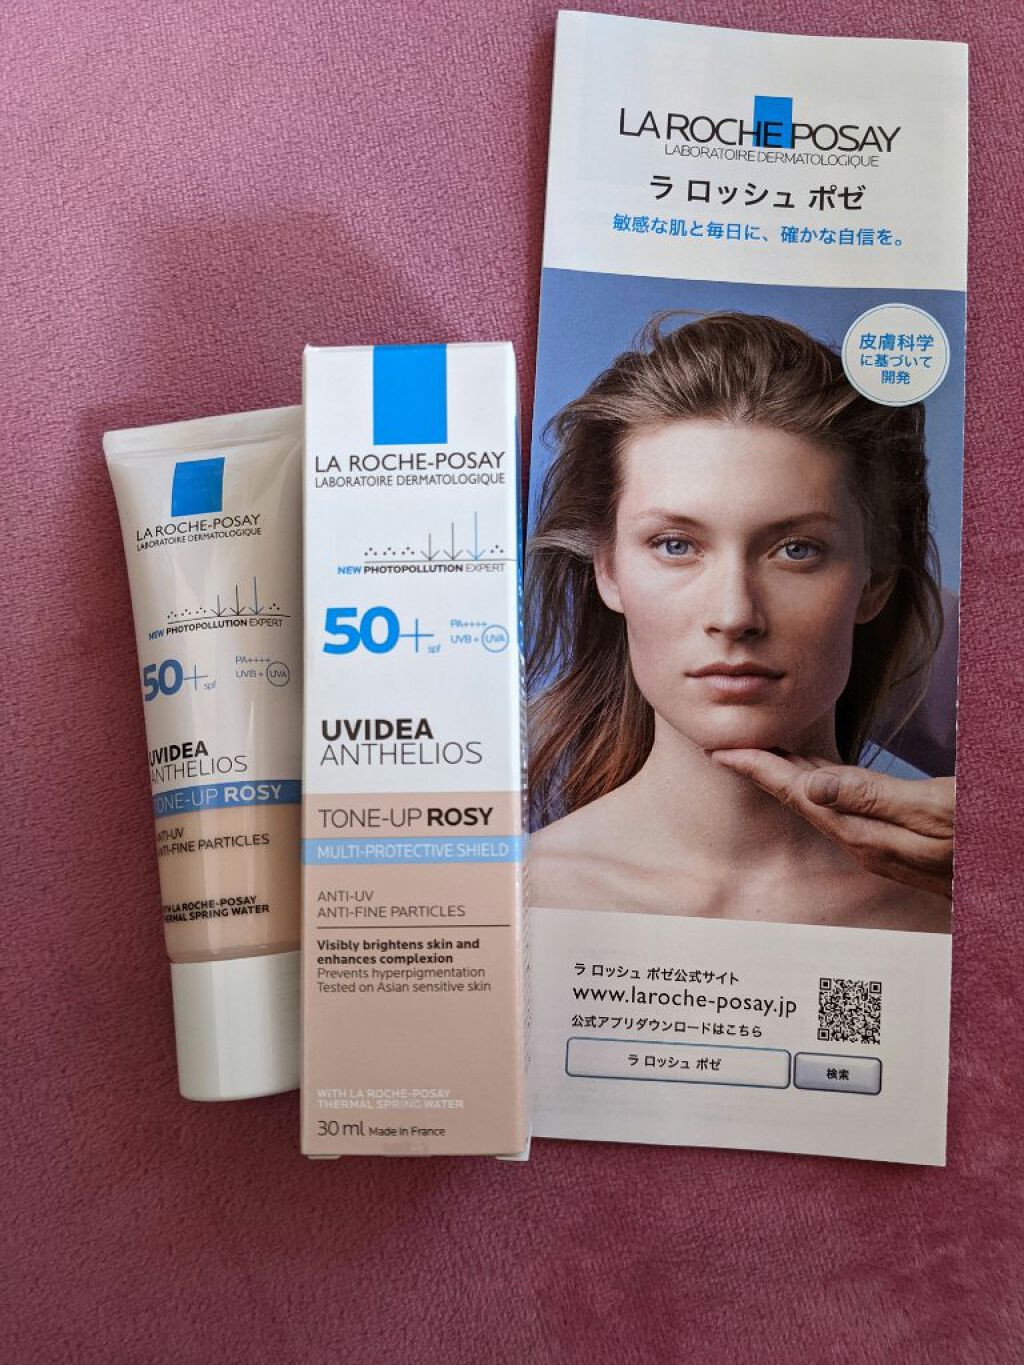 LA ROCHE-POSAY
LABORATOIRE DERMATOLOGIQUE
NEW PHOTOPOLLUTION EXPERT
50+ spf
PA++++
UVB + UVA
UVIDEA
ANTHELIOS
TONE-UP ROSY
ANTI-UV
ANTI-FINE PARTICLES
WITH LA ROCHE-POSAY
THERMAL SPRING WATER
LA ROCHE-POSAY
LABORATOIRE DERMATOLOGIQUE
NEW PHOTOPOLLUTION EXPERT
50+ spf
PA++++
UVB + UVA
UVIDEA
ANTHELIOS
TONE-UP ROSY
MULTI-PROTECTIVE SHIELD
ANTI-UV
ANTI-FINE PARTICLES
Visibly brightens skin and
enhances complexion
Prevents hyperpigmentation
Tested on Asian sensitive skin
WITH LA ROCHE-POSAY
THERMAL SPRING WATER
30 ml Made in France
LA ROCHE POSAY
LABORATOIRE DERMATOLOGIQUE
ラ ロッシュ ポゼ
敏感な肌と毎日に、確かな自信を。
皮膚科学
に基づいて
開発
ラ ロッシュ ポゼ公式サイト
www.laroche-posay.jp
公式アプリダウンロードはこちら
ラ ロッシュ ポゼ
検索